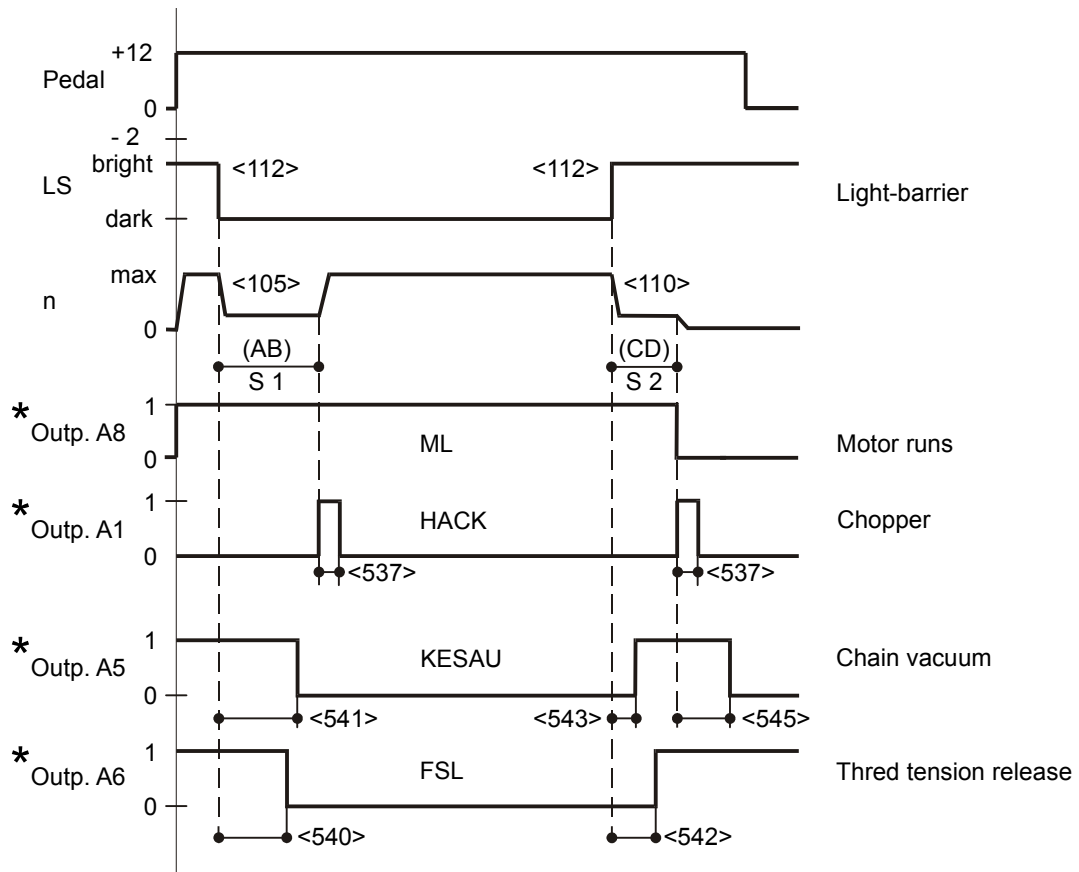 +12
Pedal
0
- 2
bright <112> <112>
LS Light-barrier
dark
max <105> <110>
n
0
(AB) (CD)
S 1 S 2
* Outp. A8 1 0 ML Motor runs
* Outp. A1 1 0 HACK Chopper
<537> <537>
* Outp. A5 1 0 KESAU Chain vacuum
<541> <543> <545>
* Outp. A6 1 0 FSL Thred tension release
<540> <542>